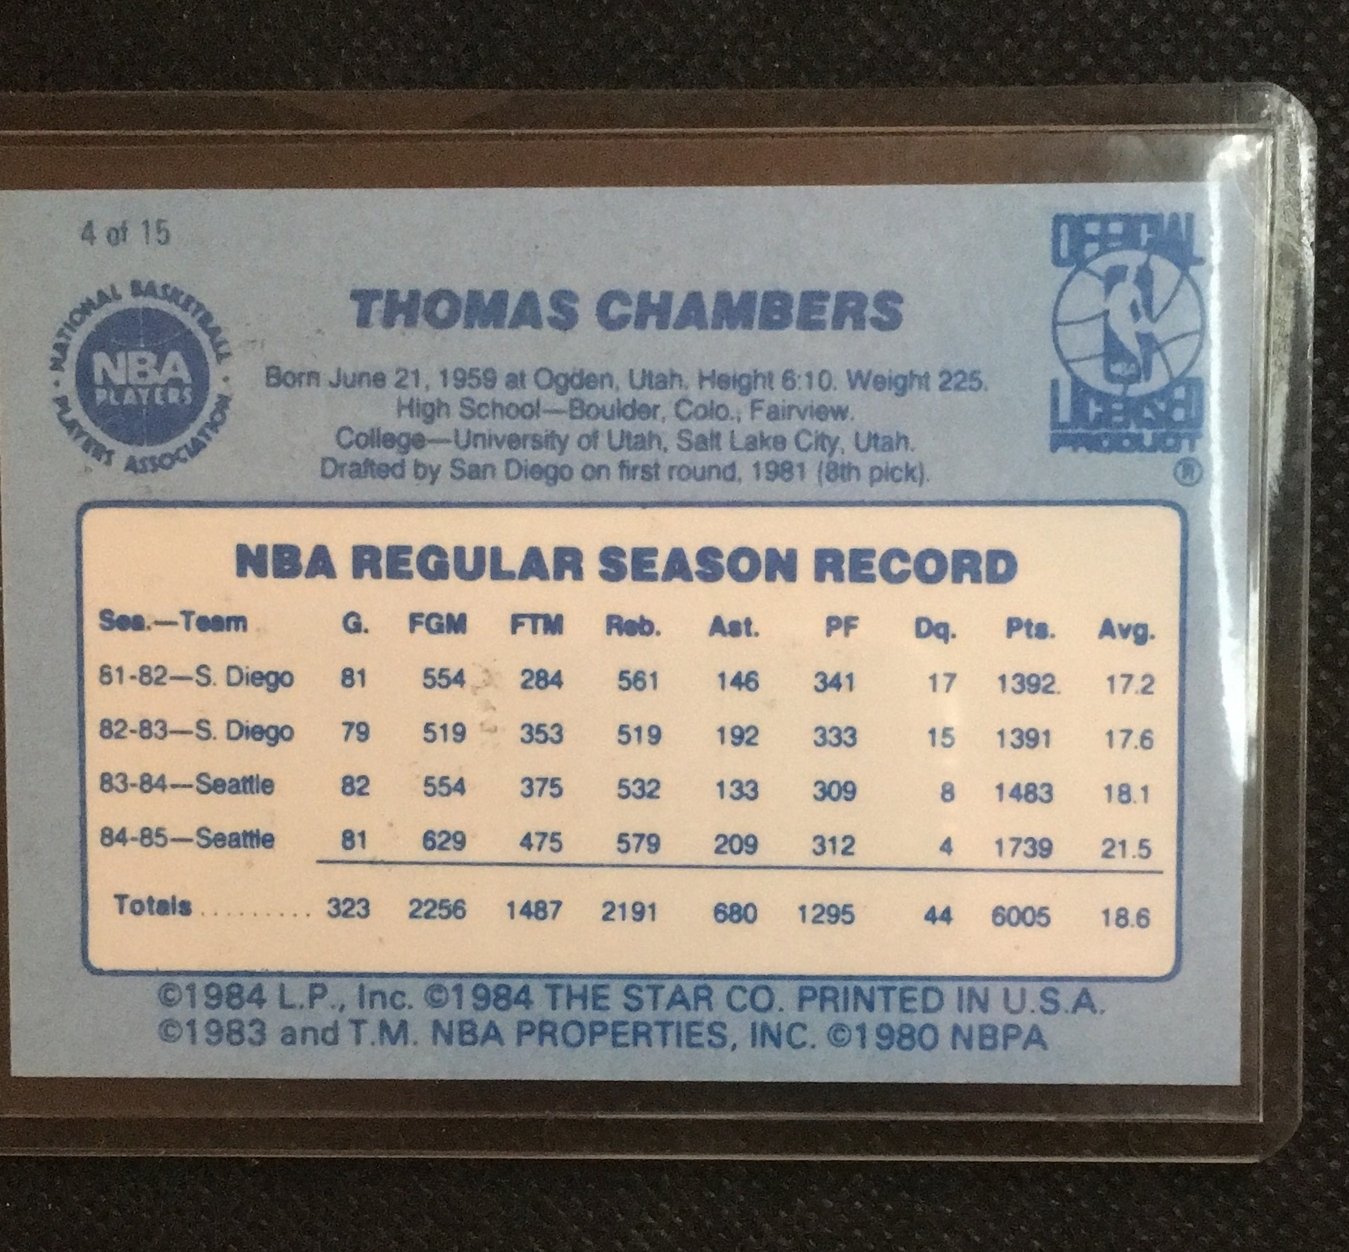 4 of 15
NATIONAL BASKETBALL
NBA
PLAYERS
PLAYERS ASSOCIATION
OFFICIAL
LICENSED
PRODUCT
®
THOMAS CHAMBERS
Born June 21, 1959 at Ogden, Utah. Height 6:10. Weight 225.
High School—Boulder, Colo., Fairview.
College—University of Utah, Salt Lake City, Utah.
Drafted by San Diego on first round, 1981 (8th pick).
NBA REGULAR SEASON RECORD
Sea.—Team G. FGM FTM Reb. Ast. PF Dq. Pts. Avg.
81-82—S. Diego 81 554 284 561 146 341 17 1392 17.2
82-83—S. Diego 79 519 353 519 192 333 15 1391 17.6
83-84—Seattle 82 554 375 532 133 309 8 1483 18.1
84-85—Seattle 81 629 475 579 209 312 4 1739 21.5
Totals.......... 323 2256 1487 2191 680 1295 44 6005 18.6
©1984 L.P., Inc. ©1984 THE STAR CO. PRINTED IN U.S.A.
©1983 and T.M. NBA PROPERTIES, INC. ©1980 NBPA